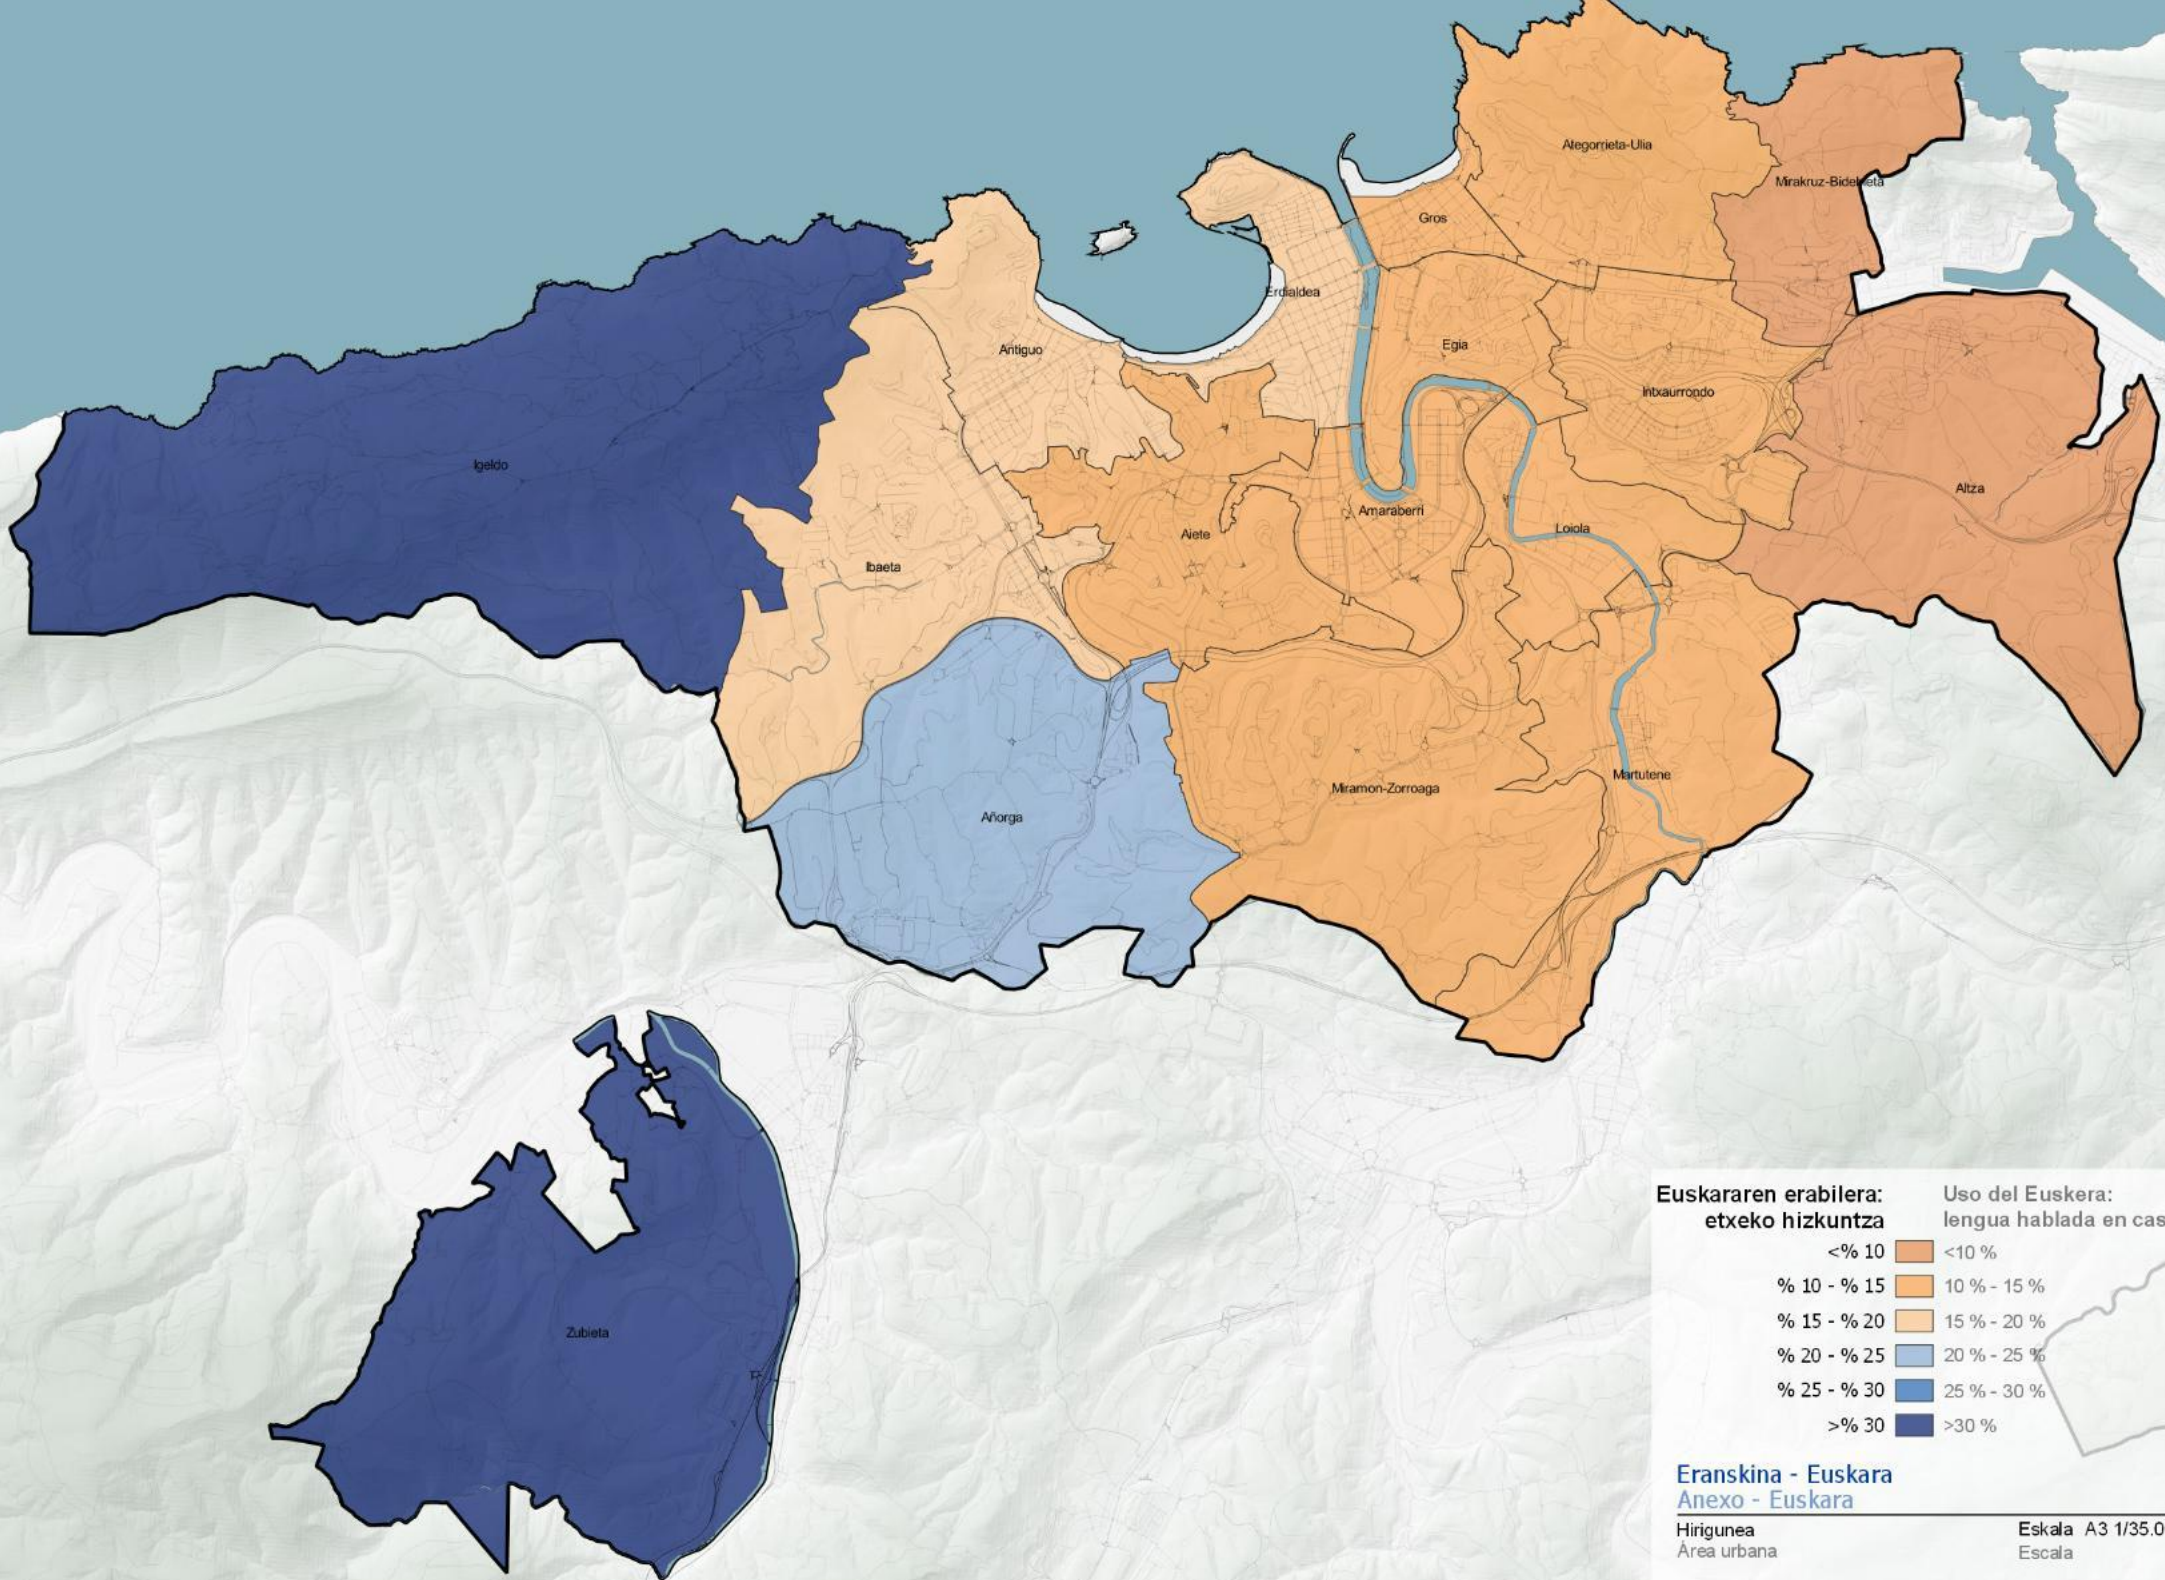 Ategorrieta-Ulia
Mirakruz-Bidebieta
Gros
Erdialdea
Egia
Antiguo
Intxaurrondo
Igeldo
Altza
Amaraberri
Loiola
Aiete
Ibaeta
Martutene
Miramon-Zorroaga
Añorga
Zubieta
Euskararen erabilera: Uso del Euskera:
etxeko hizkuntza lengua hablada en cas
<% 10 <10 %
% 10 - % 15 10 % - 15 %
% 15 - % 20 15 % - 20 %
% 20 - % 25 20 % - 25 %
% 25 - % 30 25 % - 30 %
>% 30 >30 %
Eranskina - Euskara
Anexo - Euskara
Hirigunea Eskala A3 1/35.0
Área urbana Escala